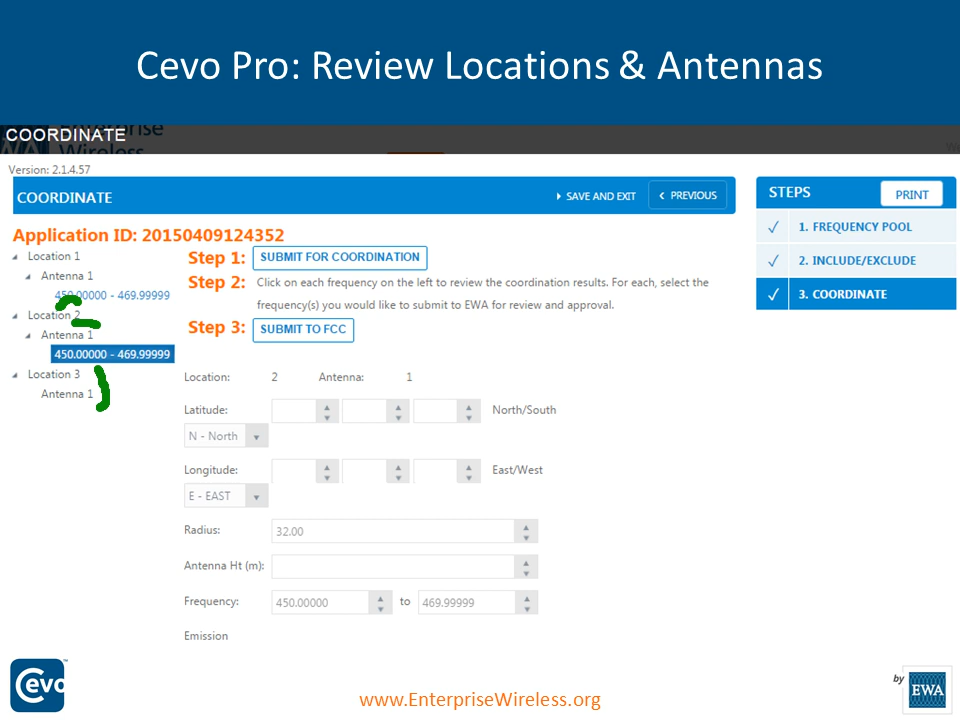 Cevo Pro: Review Locations & Antennas
Enterprise
COORDINATE
Wireless
Version: 2.1.4.57
COORDINATE
SAVE AND EXIT
PREVIOUS
STEPS
PRINT
1. FREQUENCY POOL
2. INCLUDE/EXCLUDE
3. COORDINATE
Application ID: 20150409124352
Location 1
Antenna 1
450.00000 - 469.99999
Location 2
Antenna 1
450.00000 - 469.99999
Location 3
Antenna 1
Step 1: SUBMIT FOR COORDINATION
Step 2: Click on each frequency on the left to review the coordination results. For each, select the
frequency(s) you would like to submit to EWA for review and approval.
Step 3: SUBMIT TO FCC
Location: 2 Antenna: 1
Latitude: North/South
N - North
Longitude: East/West
E - EAST
Radius: 32.00
Antenna Ht (m):
Frequency: 450.00000 to 469.99999
Emission
Cevo
www.EnterpriseWireless.org
by
EWA